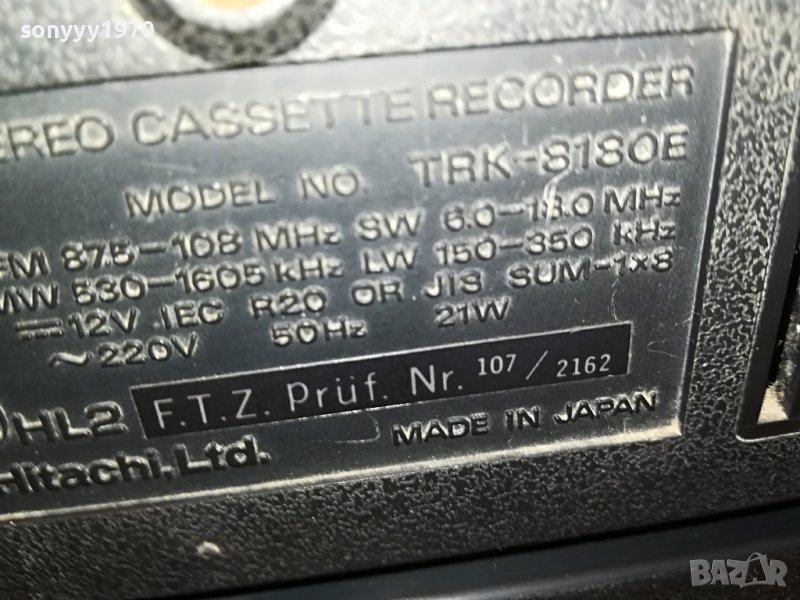 sonyyy1970
EREO CASSETTE RECORDER
MODEL NO. TRK-8180E
FM 87.5-108 MHz SW 6.0-18.0 MHz
MW 530-1605 kHz LW 150-350 kHz
⎓12V IEC R20 OR JIS SUM-1×8
~220V 50Hz 21W
HL2 F.T.Z. Prüf. Nr. 107/2162
Hitachi, Ltd. MADE IN JAPAN
BAZAR